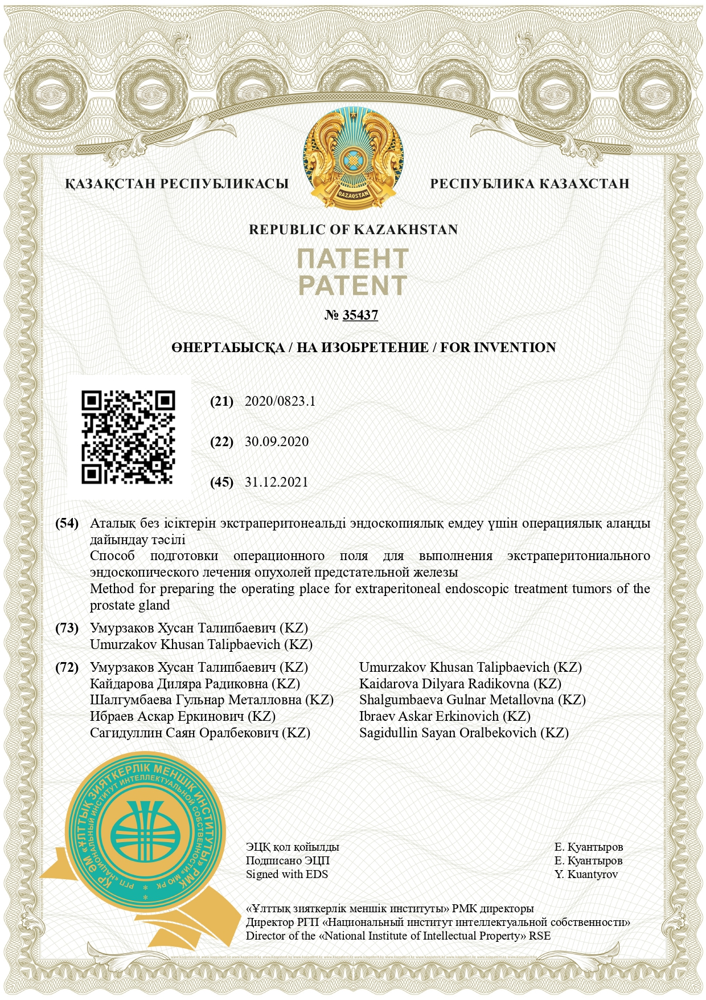 ҚАЗАҚСТАН РЕСПУБЛИКАСЫ
РЕСПУБЛИКА КАЗАХСТАН
QAZAQSTAN
REPUBLIC OF KAZAKHSTAN
ПАТЕНТ
PATENT
№ 35437
ӨНЕРТАБЫСҚА / НА ИЗОБРЕТЕНИЕ / FOR INVENTION
(21) 2020/0823.1
(22) 30.09.2020
(45) 31.12.2021
(54) Аталық без ісіктерін экстраперитонеальді эндоскопиялық емдеу үшін операциялық алаңды
дайындау тәсілі
Способ подготовки операционного поля для выполнения экстраперитониального
эндоскопического лечения опухолей предстательной железы
Method for preparing the operating place for extraperitoneal endoscopic treatment tumors of the
prostate gland
(73) Умурзаков Хусан Талипбаевич (KZ)
Umurzakov Khusan Talipbaevich (KZ)
(72) Умурзаков Хусан Талипбаевич (KZ) Umurzakov Khusan Talipbaevich (KZ)
Кайдарова Диляра Радиковна (KZ) Kaidarova Dilyara Radikovna (KZ)
Шалгумбаева Гульнар Металловна (KZ) Shalgumbaeva Gulnar Metallovna (KZ)
Ибраев Аскар Еркинович (KZ) Ibraev Askar Erkinovich (KZ)
Сагидуллин Саян Оралбекович (KZ) Sagidullin Sayan Oralbekovich (KZ)
ҚР ӘМ «ҰЛТТЫҚ ЗИЯТКЕРЛІК МЕНШІК ИНСТИТУТЫ» РМК
РГП «НАЦИОНАЛЬНЫЙ ИНСТИТУТ ИНТЕЛЛЕКТУАЛЬНОЙ СОБСТВЕННОСТИ» МЮ РК
ЭЦҚ қол қойылды Е. Қуантыров
Подписано ЭЦП Е. Куантыров
Signed with EDS Y. Kuantyrov
«Ұлттық зияткерлік меншік институты» РМК директоры
Директор РГП «Национальный институт интеллектуальной собственности»
Director of the «National Institute of Intellectual Property» RSE